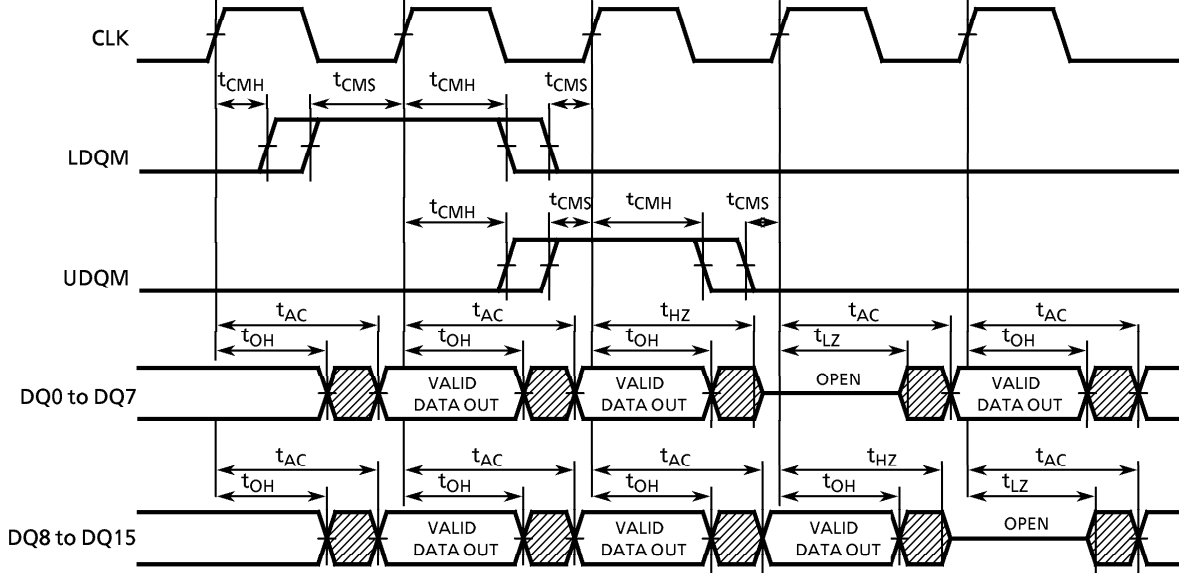 CLK
tCMH tCMS tCMH tCMS
LDQM
tCMH tCMS tCMH tCMS
UDQM
tAC tAC tHZ tAC tAC
tOH tOH tOH tLZ tOH
DQ0 to DQ7 VALID DATA OUT VALID DATA OUT OPEN VALID DATA OUT
tAC tAC tAC tHZ tAC
tOH tOH tOH tOH tLZ
DQ8 to DQ15 VALID DATA OUT VALID DATA OUT VALID DATA OUT OPEN